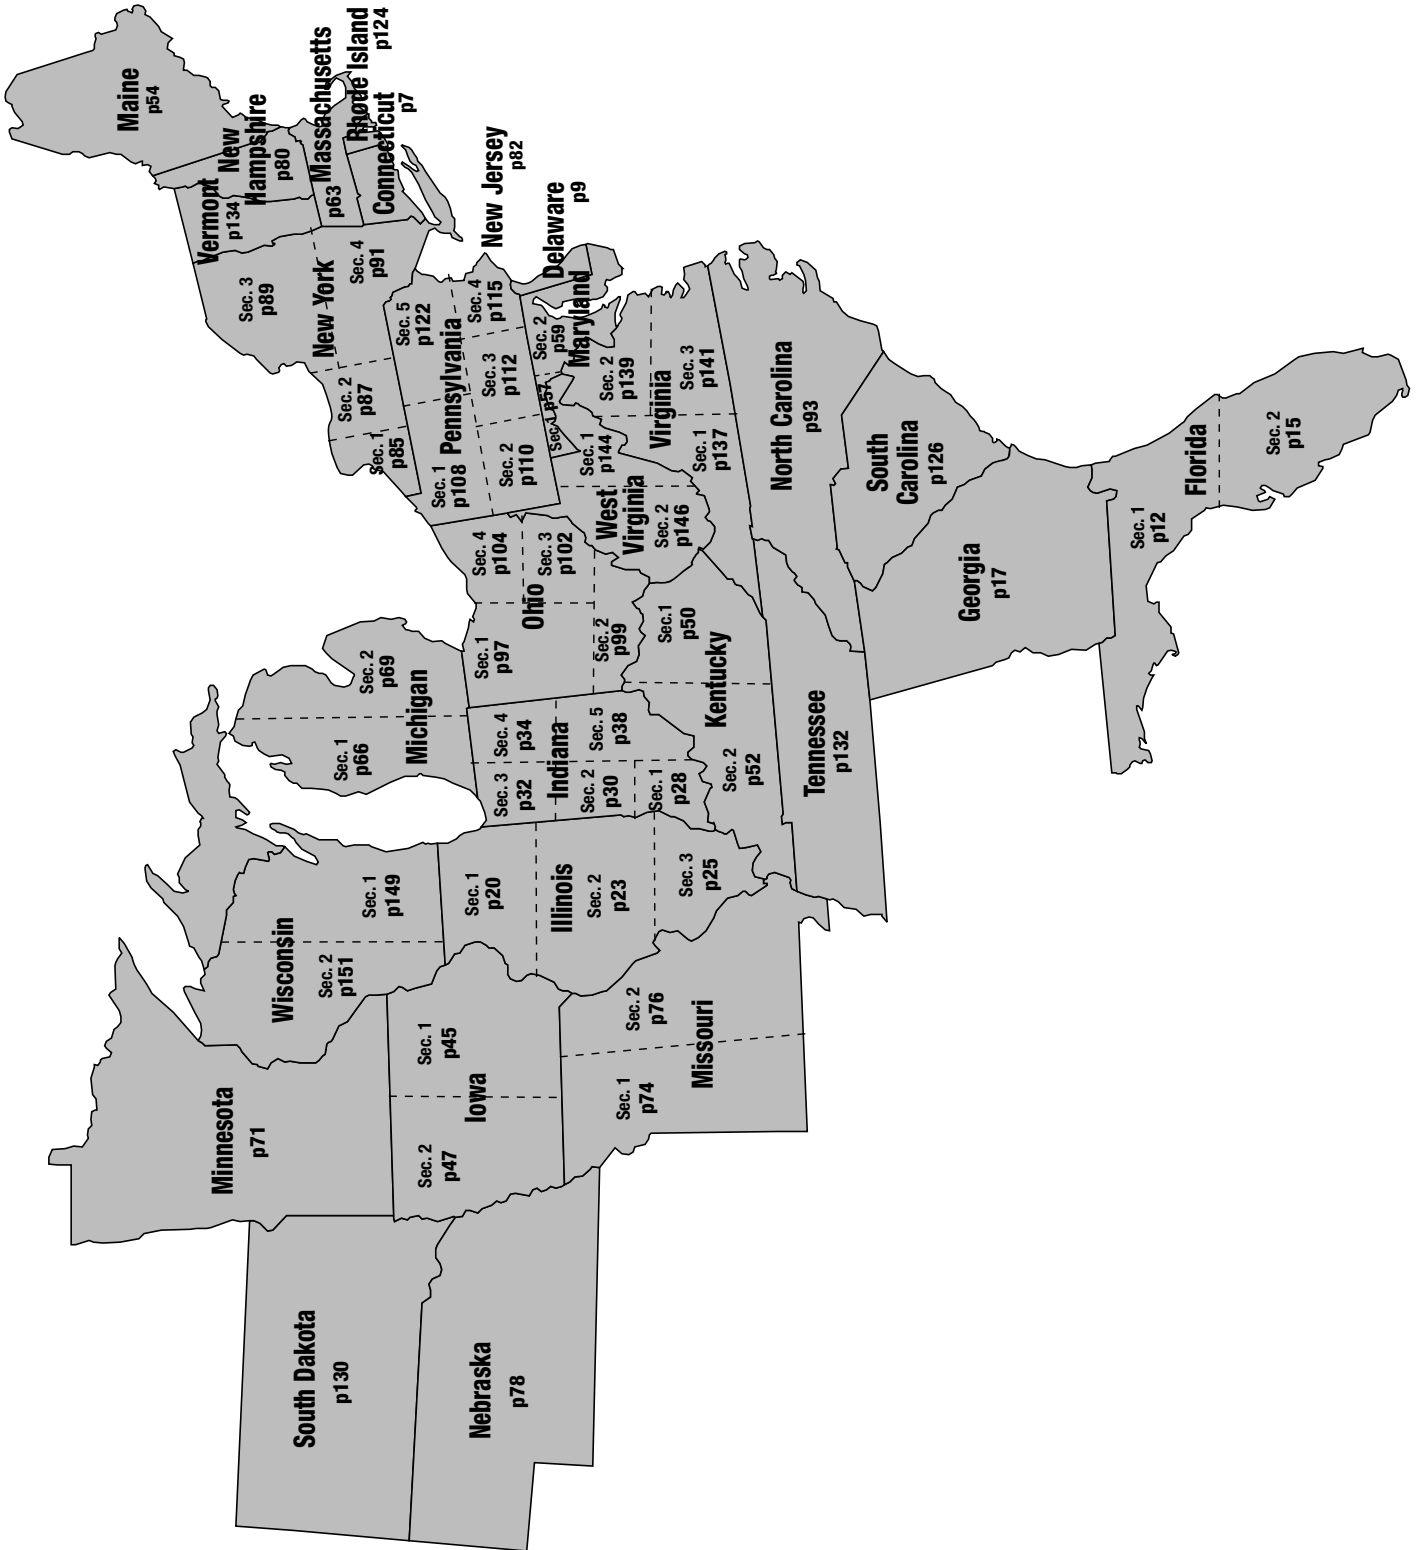 Maine
p54
New
Hampshire
p80
Vermont
p134
Massachusetts
p63
Rhode Island
p124
Connecticut
p7
New York
Sec. 1
p85
Sec. 2
p87
Sec. 3
p89
Sec. 4
p91
New Jersey
p82
Delaware
p9
Pennsylvania
Sec. 1
p108
Sec. 2
p110
Sec. 3
p112
Sec. 4
p115
Sec. 5
p122
Maryland
Sec. 1
p57
Sec. 2
p59
Virginia
Sec. 1
p137
Sec. 2
p139
Sec. 3
p141
West
Virginia
Sec. 1
p144
Sec. 2
p146
North Carolina
p93
South
Carolina
p126
Georgia
p17
Florida
Sec. 1
p12
Sec. 2
p15
Ohio
Sec. 1
p97
Sec. 2
p99
Sec. 3
p102
Sec. 4
p104
Kentucky
Sec.1
p50
Sec. 2
p52
Tennessee
p132
Michigan
Sec. 1
p66
Sec. 2
p69
Indiana
Sec. 1
p28
Sec. 2
p30
Sec. 3
p32
Sec. 4
p34
Sec. 5
p38
Illinois
Sec. 1
p20
Sec. 2
p23
Sec. 3
p25
Wisconsin
Sec. 1
p149
Sec. 2
p151
Minnesota
p71
Iowa
Sec. 1
p45
Sec. 2
p47
Missouri
Sec. 1
p74
Sec. 2
p76
South Dakota
p130
Nebraska
p78